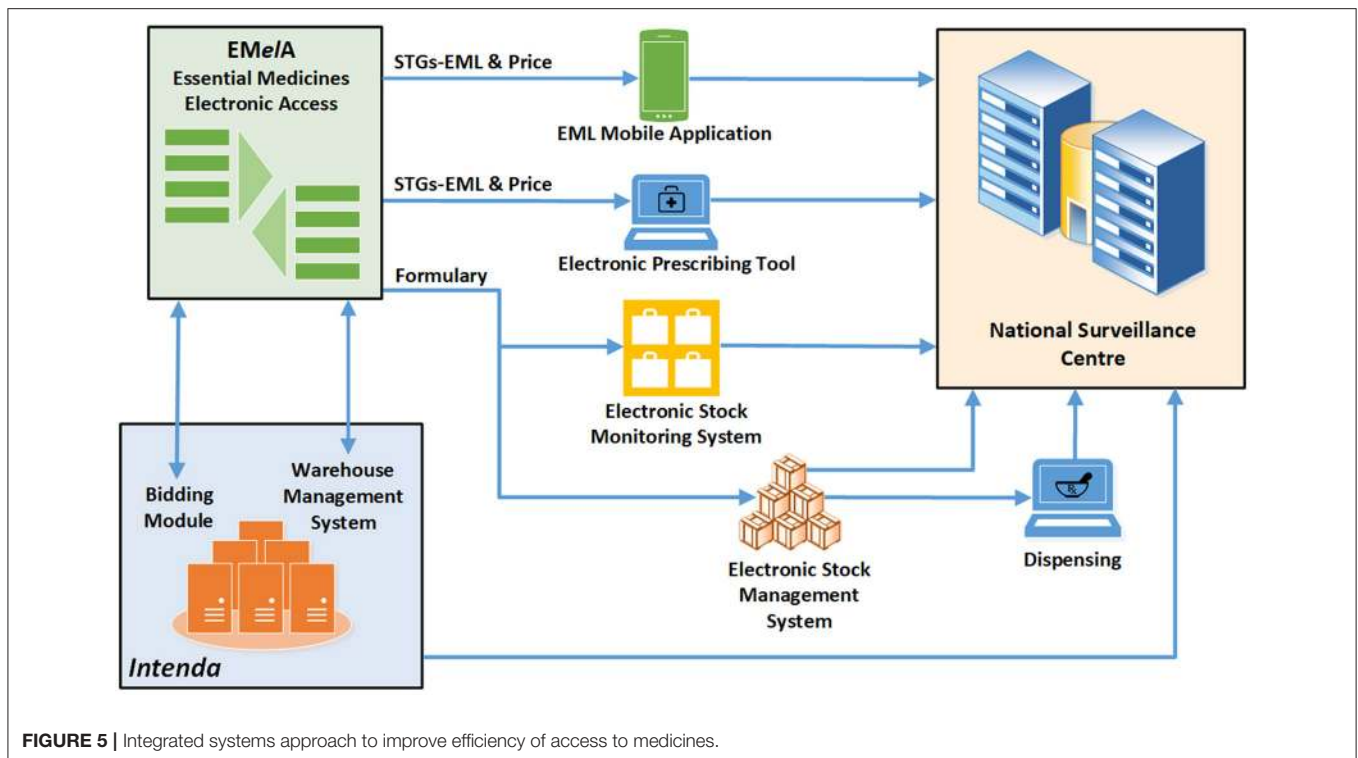 EMelA
Essential Medicines
Electronic Access
STGs-EML & Price
EML Mobile Application
STGs-EML & Price
Electronic Prescribing Tool
Formulary
Electronic Stock
Monitoring System
National Surveillance
Centre
Bidding
Module
Warehouse
Management
System
Intenda
Electronic Stock
Management
System
Rx
Dispensing
FIGURE 5 | Integrated systems approach to improve efficiency of access to medicines.